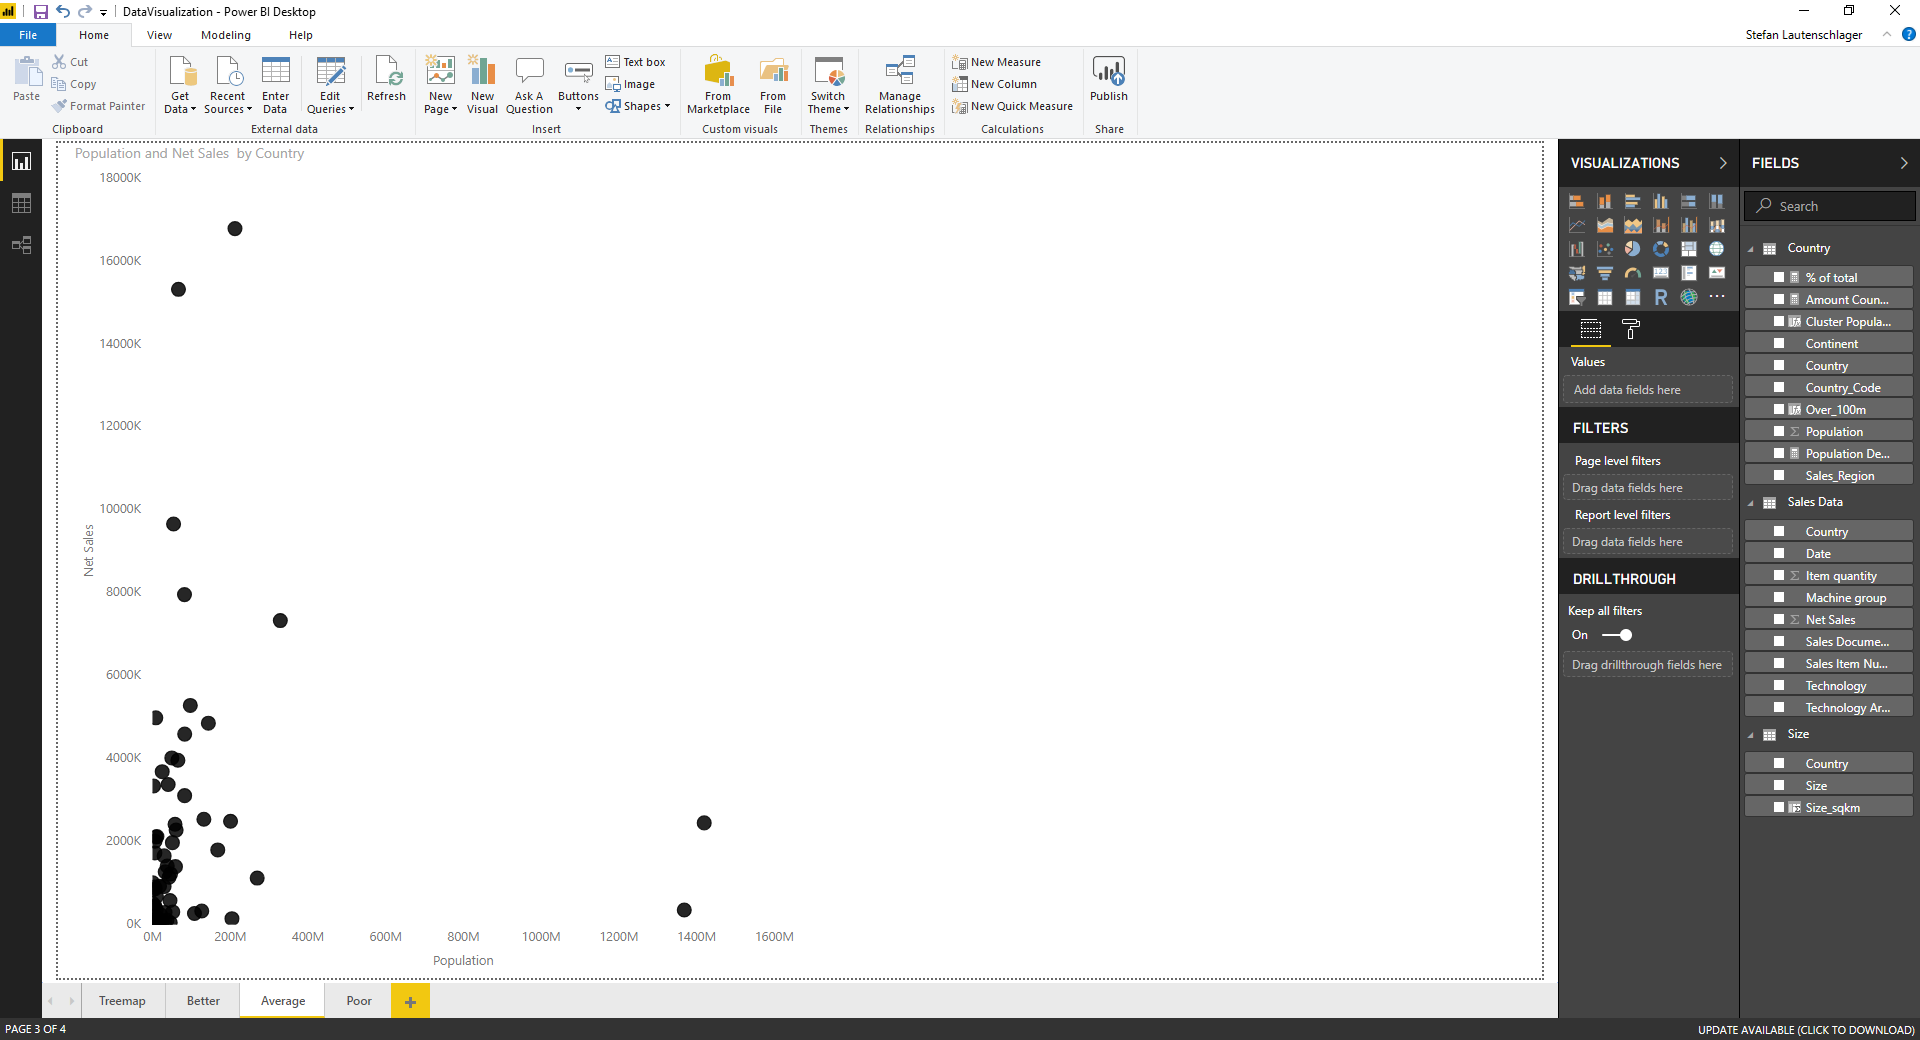 DataVisualization - Power BI Desktop
File Home View Modeling Help Stefan Lautenschlager ?
Paste Cut
Copy
Format Painter
Clipboard
Get Data Recent Sources Enter Data Edit Queries Refresh
External data
New Page New Visual Ask A Question Buttons Text box
Image
Shapes
Insert
From Marketplace From File
Custom visuals
Switch Theme
Themes
Manage Relationships
Relationships
New Measure
New Column
New Quick Measure
Calculations
Publish
Share
Population and Net Sales by Country
18000K
16000K
14000K
12000K
10000K
8000K
6000K
4000K
2000K
0K
Net Sales
0M 200M 400M 600M 800M 1000M 1200M 1400M 1600M
Population
VISUALIZATIONS
R
Values
Add data fields here
FILTERS
Page level filters
Drag data fields here
Report level filters
Drag data fields here
DRILLTHROUGH
Keep all filters
On
Drag drillthrough fields here
FIELDS
Search
Country
% of total
Amount Coun...
Cluster Popula...
Continent
Country
Country_Code
Over_100m
Population
Population De...
Sales_Region
Sales Data
Country
Date
Item quantity
Machine group
Net Sales
Sales Docume...
Sales Item Nu...
Technology
Technology Ar...
Size
Country
Size
Size_sqkm
Treemap Better Average Poor +
PAGE 3 OF 4
UPDATE AVAILABLE (CLICK TO DOWNLOAD)